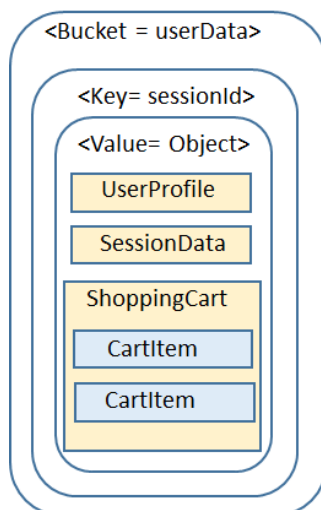 <Bucket = userData>
<Key= sessionId>
<Value= Object>
UserProfile
SessionData
ShoppingCart
CartItem
CartItem